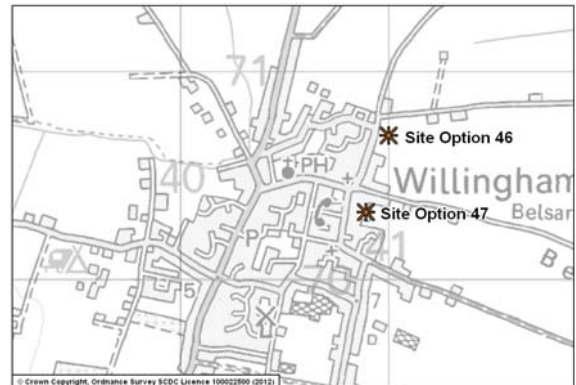 71
Site Option 46
PH
40
Willingham
Site Option 47
Belsar
P
41
70
5
7
© Crown Copyright, Ordnance Survey SCDC Licence 100022500 (2012)